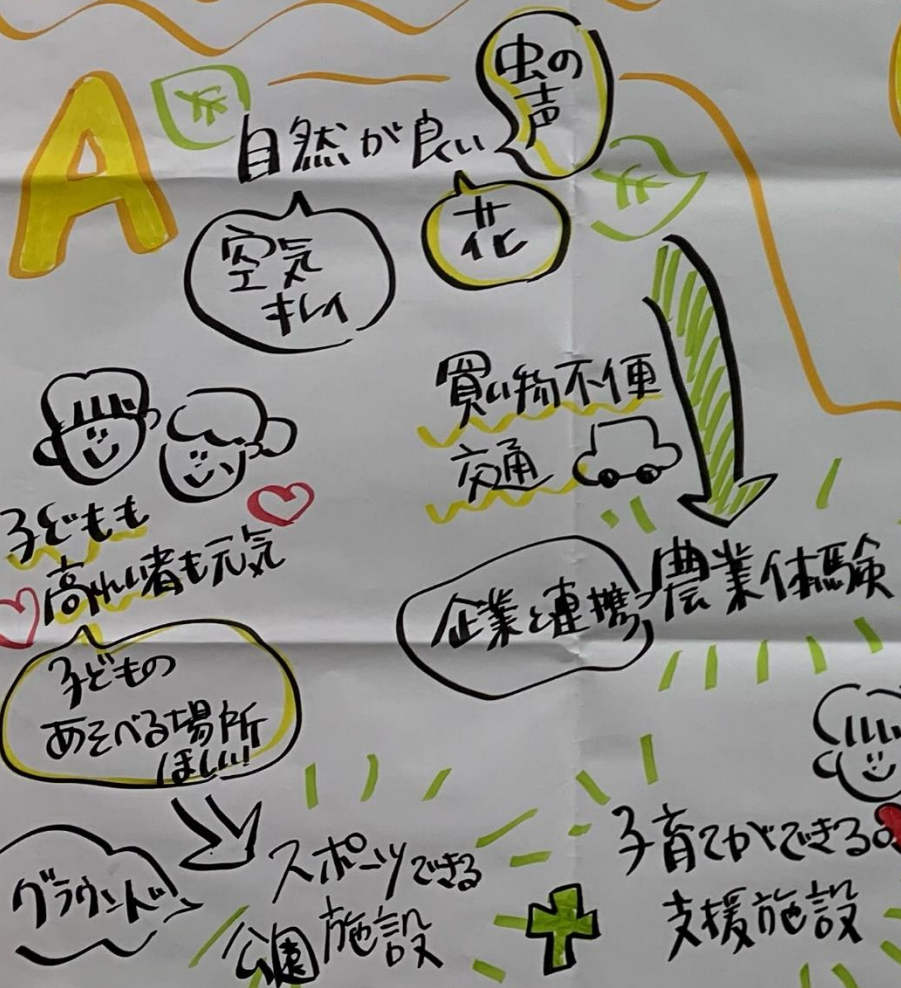 A
自然が良い
虫の
声
花
空気
キレイ
買い物不便
交通
子どもも
高れい者も元気
企業と連携
農業体験
子どもの
あそべる場所
ほしい!!
グラウンド
スポーツできる
公園施設
子育てができる
支援施設